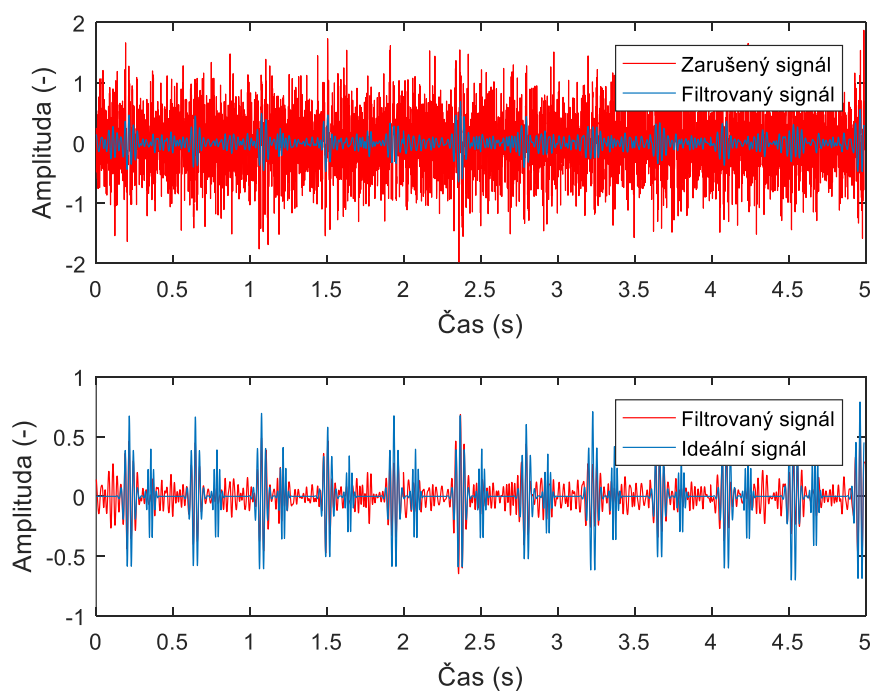 2
1
0
-1
-2
Amplituda (-)
Zarušený signál
Filtrovaný signál
0 0.5 1 1.5 2 2.5 3 3.5 4 4.5 5
Čas (s)
1
0.5
0
-0.5
-1
Amplituda (-)
Filtrovaný signál
Ideální signál
0 0.5 1 1.5 2 2.5 3 3.5 4 4.5 5
Čas (s)